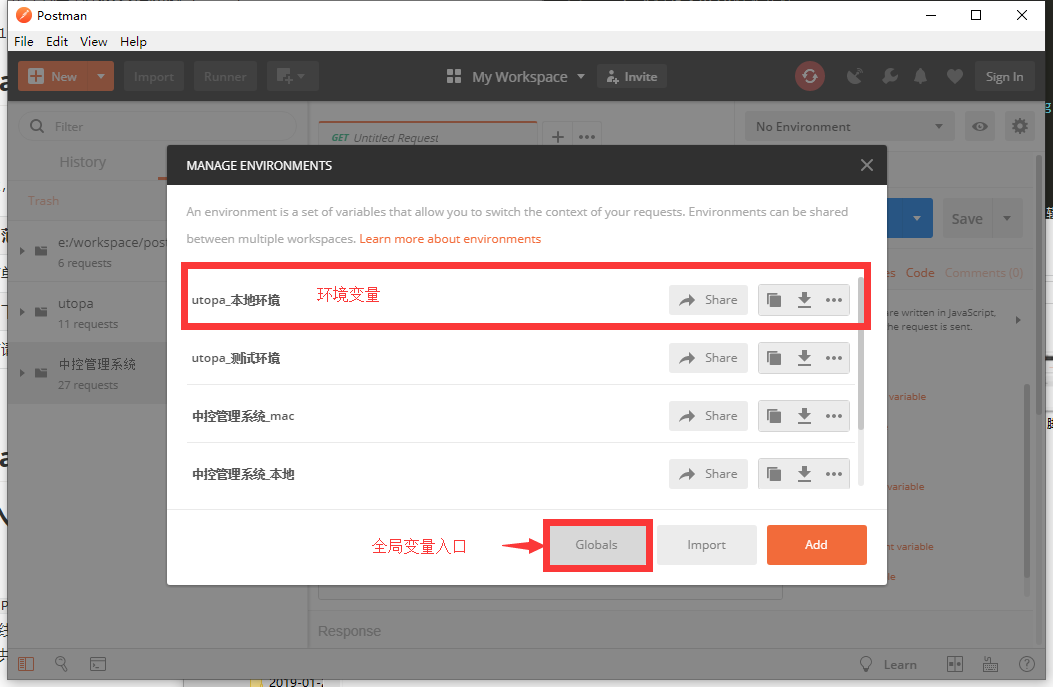 Postman
File Edit View Help
New Import Runner My Workspace Invite Sign In
Filter
GET Untitled Request
No Environment
History
Trash
MANAGE ENVIRONMENTS
An environment is a set of variables that allow you to switch the context of your requests. Environments can be shared
between multiple workspaces. Learn more about environments
Save
e:/workspace/post
6 requests
utopa_本地环境 环境变量 Share
Code Comments (0)
utopa
11 requests
are written in JavaScript,
he request is sent.
utopa_测试环境 Share
中控管理系统
27 requests
variable
中控管理系统_mac Share
中控管理系统_本地 Share
variable
全局变量入口 Globals Import Add
nt variable
Response
Learn
2019-01-